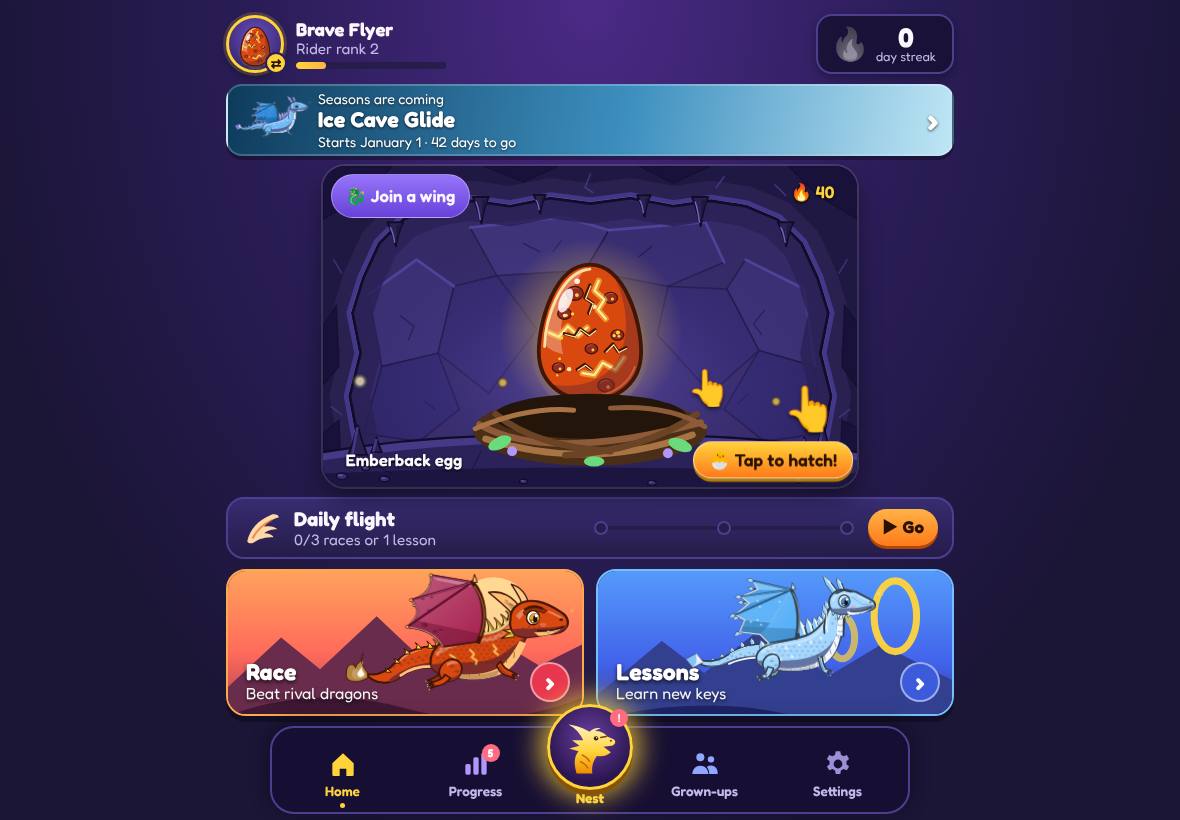 Brave Flyer
Rider rank 2
0
day streak
Seasons are coming
Ice Cave Glide
Starts January 1 · 42 days to go
Join a wing
40
Emberback egg
Tap to hatch!
Daily flight
0/3 races or 1 lesson
Go
Race
Beat rival dragons
Lessons
Learn new keys
!
5
Home
Progress
Nest
Grown-ups
Settings